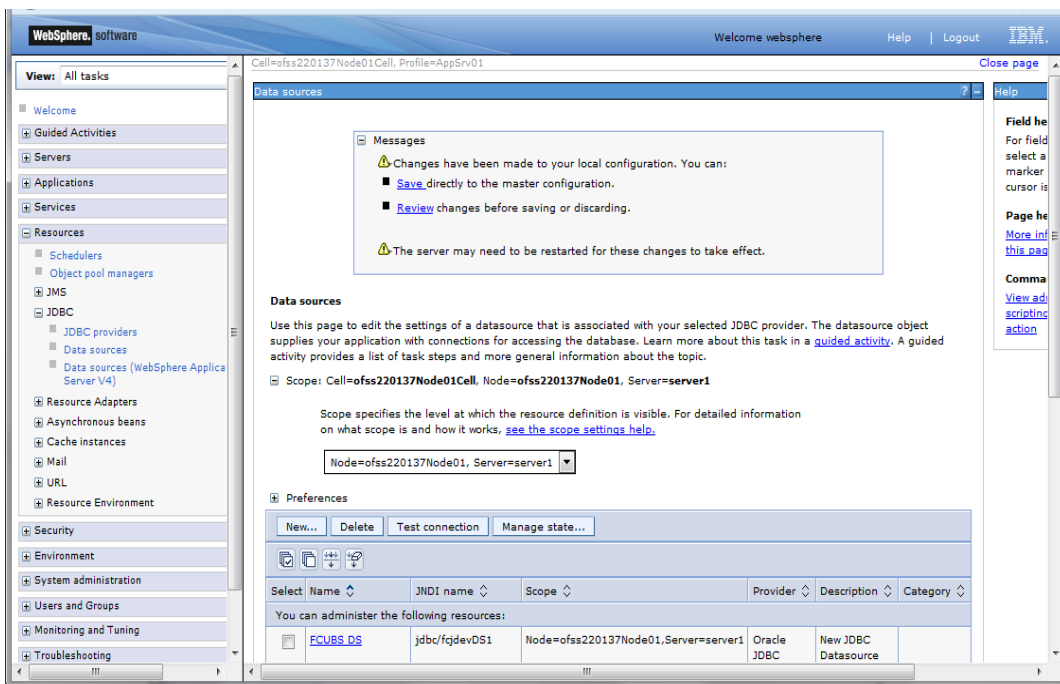 WebSphere. software
Welcome websphere Help | Logout IBM.
View: All tasks
Welcome
Guided Activities
Servers
Applications
Services
Resources
Schedulers
Object pool managers
JMS
JDBC
JDBC providers
Data sources
Data sources (WebSphere Applica
Server V4)
Resource Adapters
Asynchronous beans
Cache instances
Mail
URL
Resource Environment
Security
Environment
System administration
Users and Groups
Monitoring and Tuning
Troubleshooting
Cell=ofss220137Node01Cell, Profile=AppSrv01
Close page
Data sources ? -
Messages
Changes have been made to your local configuration. You can:
Save directly to the master configuration.
Review changes before saving or discarding.
The server may need to be restarted for these changes to take effect.
Data sources
Use this page to edit the settings of a datasource that is associated with your selected JDBC provider. The datasource object
supplies your application with connections for accessing the database. Learn more about this task in a guided activity. A guided
activity provides a list of task steps and more general information about the topic.
Scope: Cell=ofss220137Node01Cell, Node=ofss220137Node01, Server=server1
Scope specifies the level at which the resource definition is visible. For detailed information
on what scope is and how it works, see the scope settings help.
Node=ofss220137Node01, Server=server1
Preferences
New... Delete Test connection Manage state...
Select Name JNDI name Scope Provider Description Category
You can administer the following resources:
FCUBS DS jdbc/fcjdevDS1 Node=ofss220137Node01,Server=server1 Oracle New JDBC
JDBC Datasource
Help
Field he
For field
select a
marker
cursor is
Page he
More inf
this pag
Comma
View adi
scripting
action